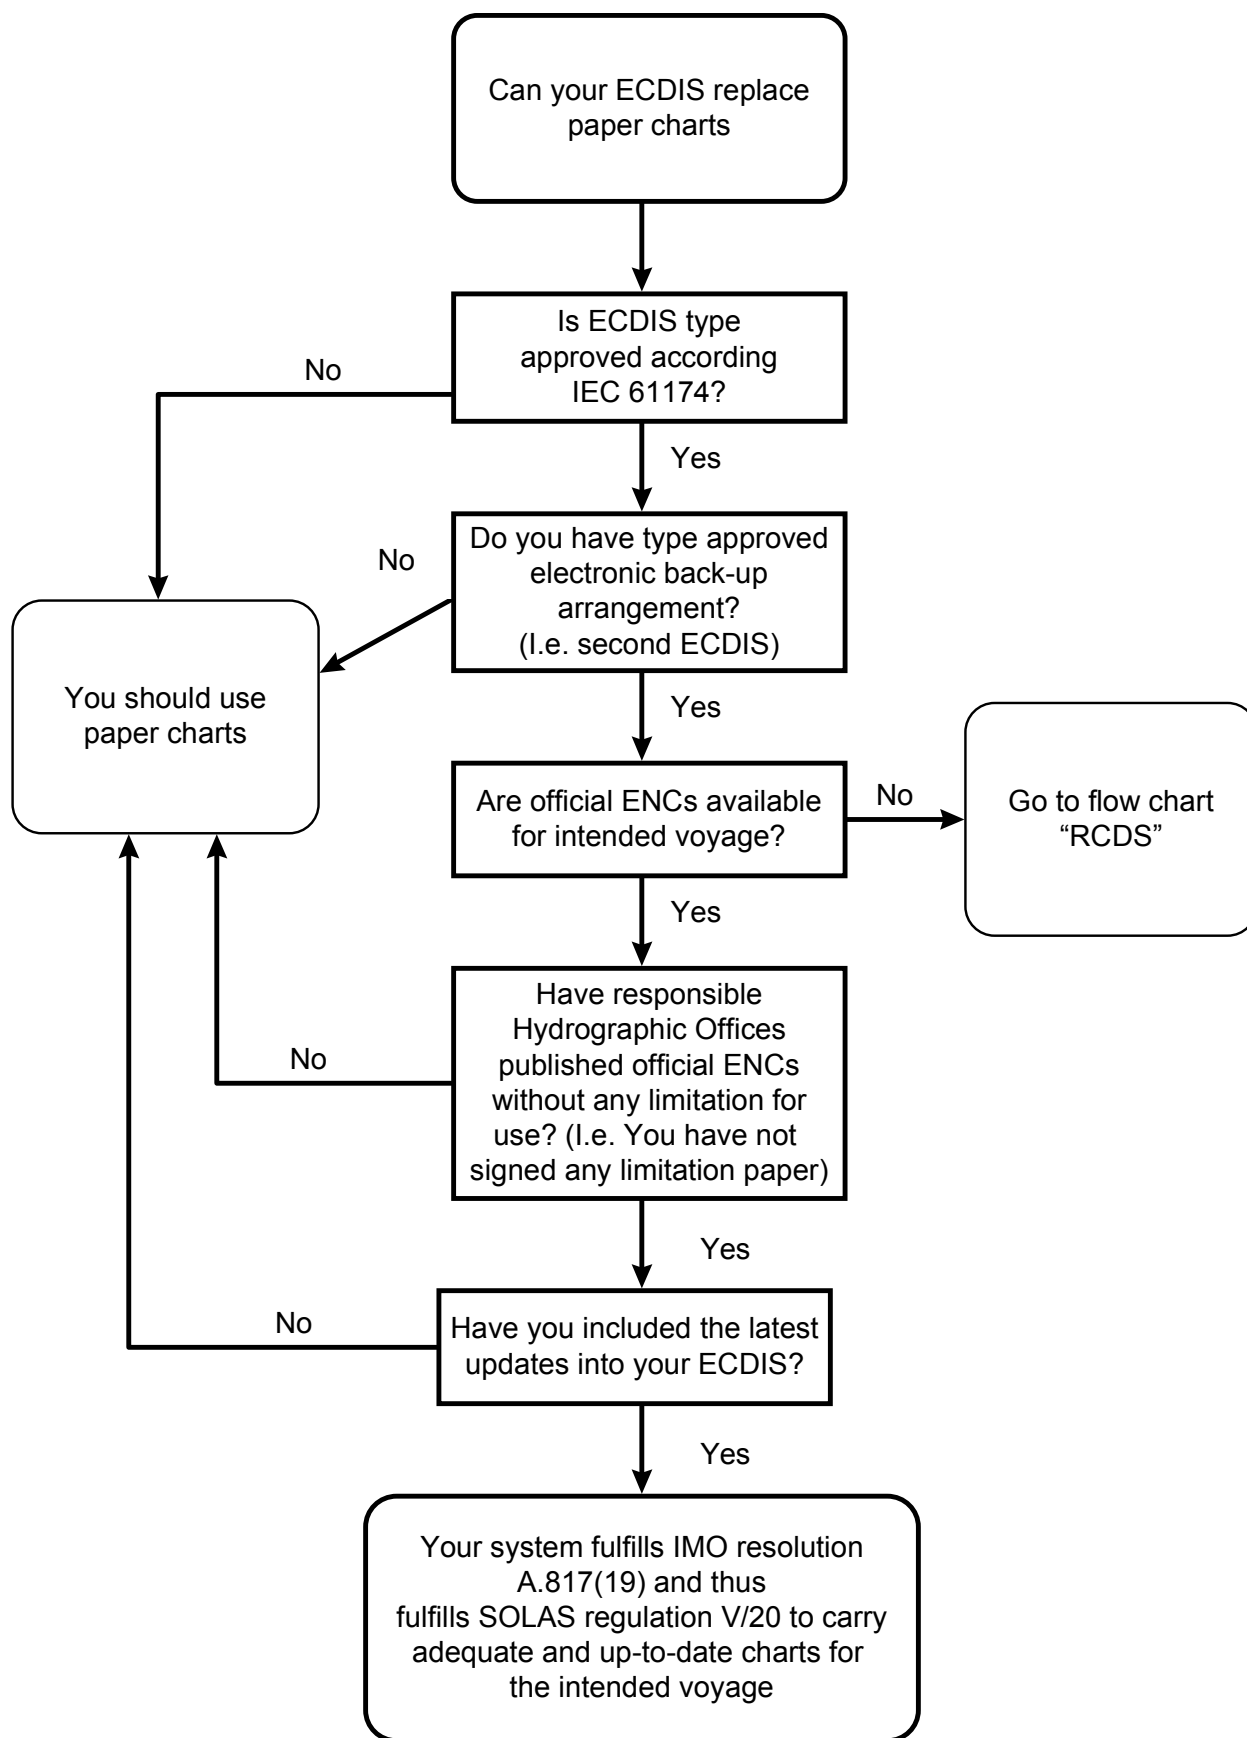 Can your ECDIS replace
paper charts
Is ECDIS type
approved according
IEC 61174?
No
Yes
Do you have type approved
electronic back-up
arrangement?
(I.e. second ECDIS)
No
You should use
paper charts
Yes
Are official ENCs available
for intended voyage?
No
Go to flow chart
“RCDS”
Yes
Have responsible
Hydrographic Offices
published official ENCs
without any limitation for
use? (I.e. You have not
signed any limitation paper)
No
Yes
Have you included the latest
updates into your ECDIS?
No
Yes
Your system fulfills IMO resolution
A.817(19) and thus
fulfills SOLAS regulation V/20 to carry
adequate and up-to-date charts for
the intended voyage